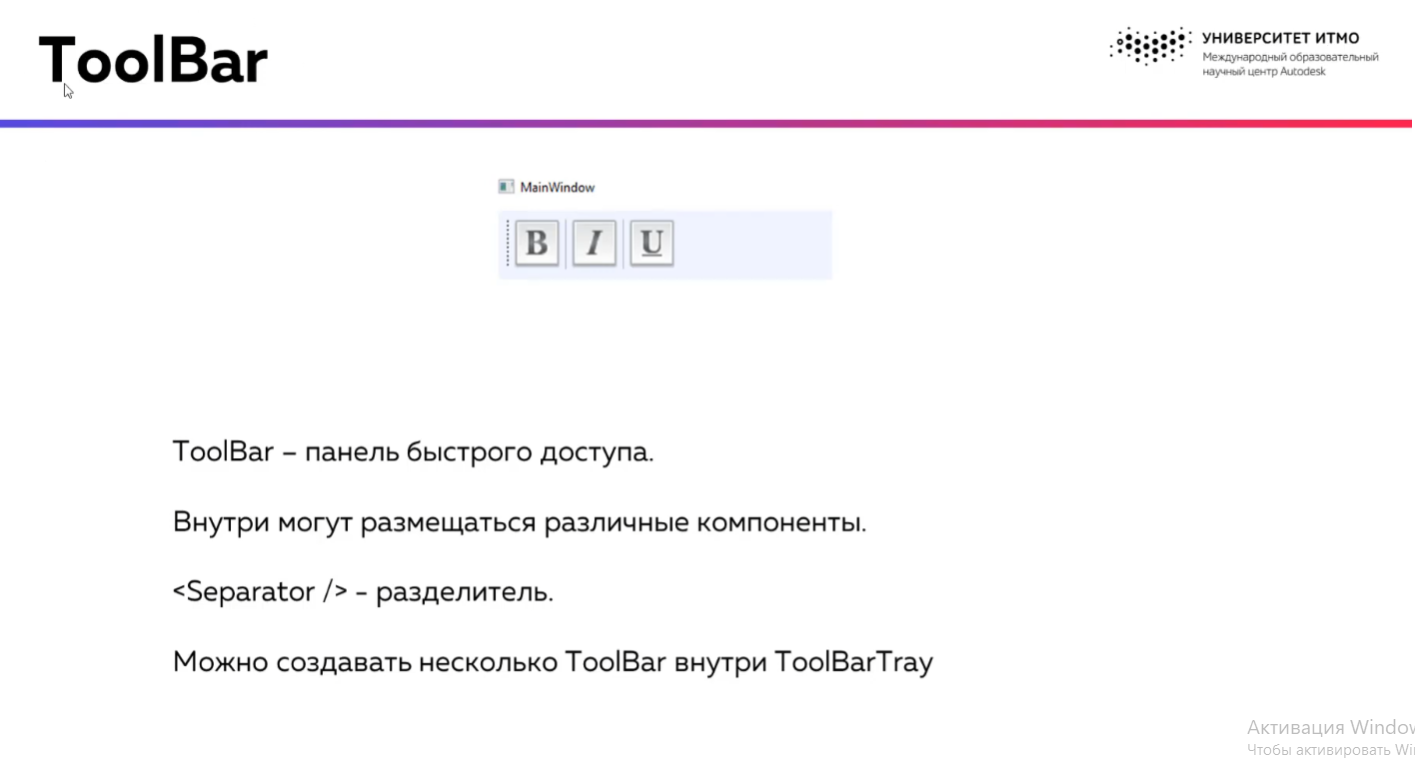 ToolBar
УНИВЕРСИТЕТ ИТМО
Международный образовательный
научный центр Autodesk
MainWindow
B I U
ToolBar – панель быстрого доступа.
Внутри могут размещаться различные компоненты.
<Separator /> - разделитель.
Можно создавать несколько ToolBar внутри ToolBarTray
Активация Window
Чтобы активировать Wi